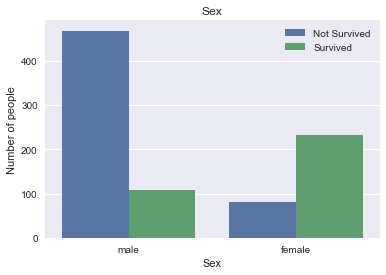 Sex
Not Survived
Survived
Number of people
400
300
200
100
0
male
female
Sex